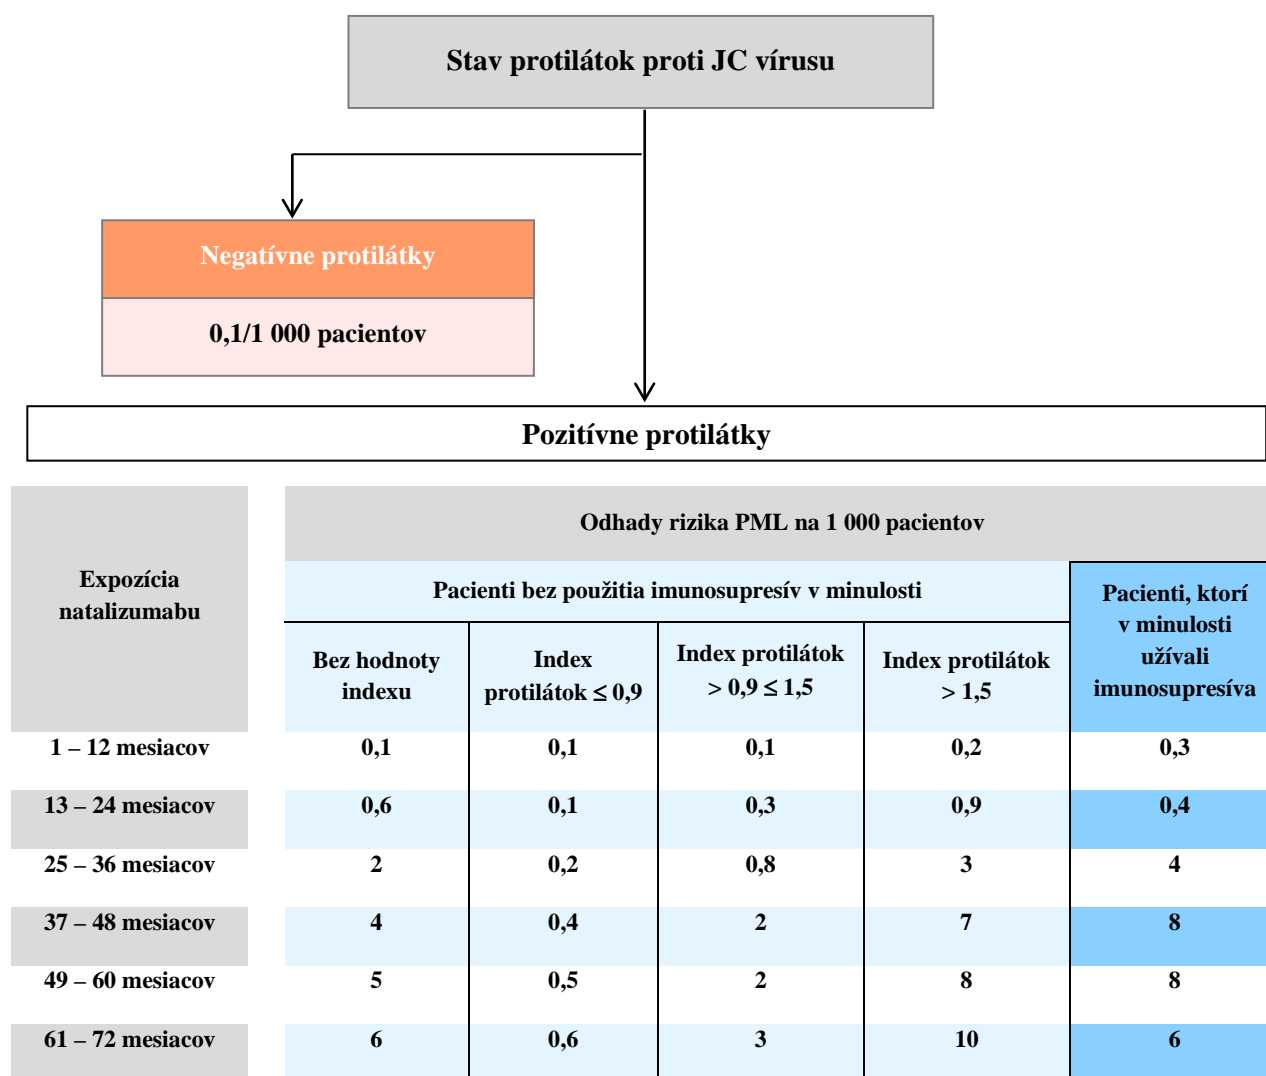 Stav protilátok proti JC vírusu
Negatívne protilátky
0,1/1 000 pacientov
Pozitívne protilátky
Expozícia
natalizumabu
Odhady rizika PML na 1 000 pacientov
Pacienti bez použitia imunosupresív v minulosti
Pacienti, ktorí
v minulosti
užívali
imunosupresíva
Bez hodnoty
indexu
Index
protilátok ≤ 0,9
Index protilátok
> 0,9 ≤ 1,5
Index protilátok
> 1,5
1 – 12 mesiacov 0,1 0,1 0,1 0,2 0,3
13 – 24 mesiacov 0,6 0,1 0,3 0,9 0,4
25 – 36 mesiacov 2 0,2 0,8 3 4
37 – 48 mesiacov 4 0,4 2 7 8
49 – 60 mesiacov 5 0,5 2 8 8
61 – 72 mesiacov 6 0,6 3 10 6